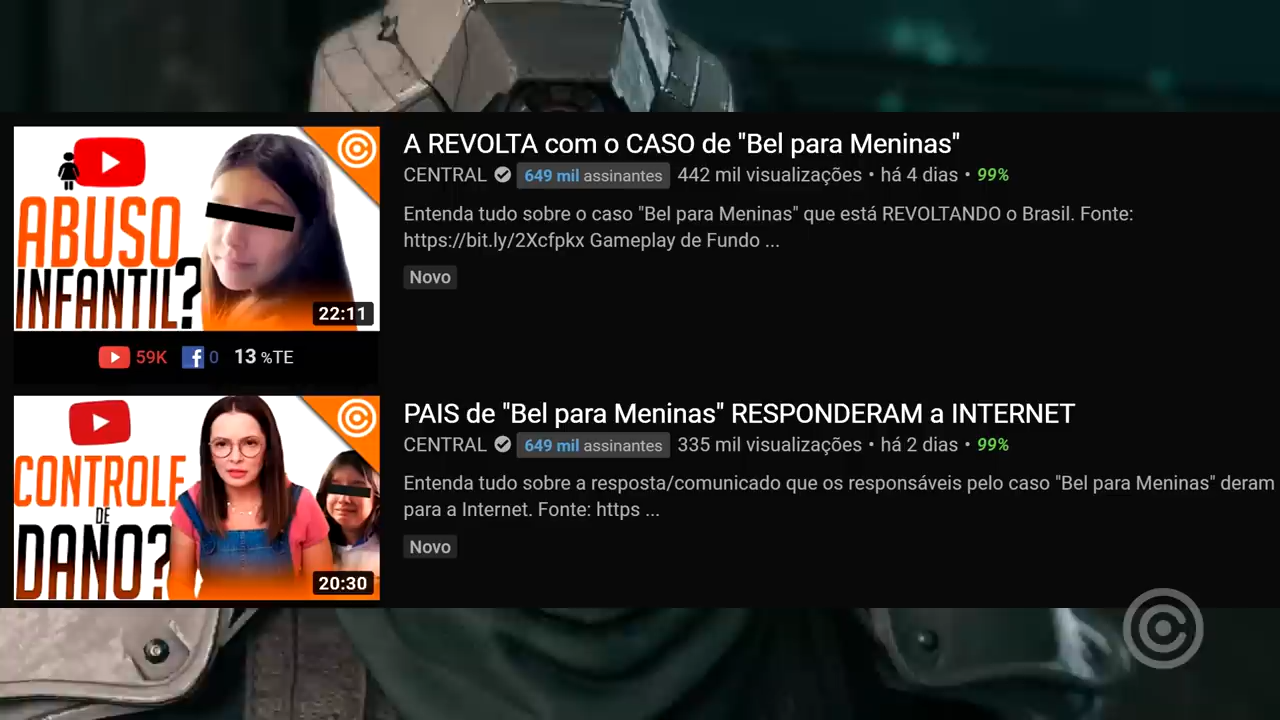 A REVOLTA com o CASO de "Bel para Meninas"
CENTRAL 649 mil assinantes 442 mil visualizações • há 4 dias • 99%
Entenda tudo sobre o caso "Bel para Meninas" que está REVOLTANDO o Brasil. Fonte:
https://bit.ly/2Xcfpkx Gameplay de Fundo ...
Novo
ABUSO
INFANTIL?
22:11
59K 0 13 %TE
PAIS de "Bel para Meninas" RESPONDERAM a INTERNET
CENTRAL 649 mil assinantes 335 mil visualizações • há 2 dias • 99%
Entenda tudo sobre a resposta/comunicado que os responsáveis pelo caso "Bel para Meninas" deram
para a Internet. Fonte: https ...
Novo
CONTROLE
DE
DANO?
20:30